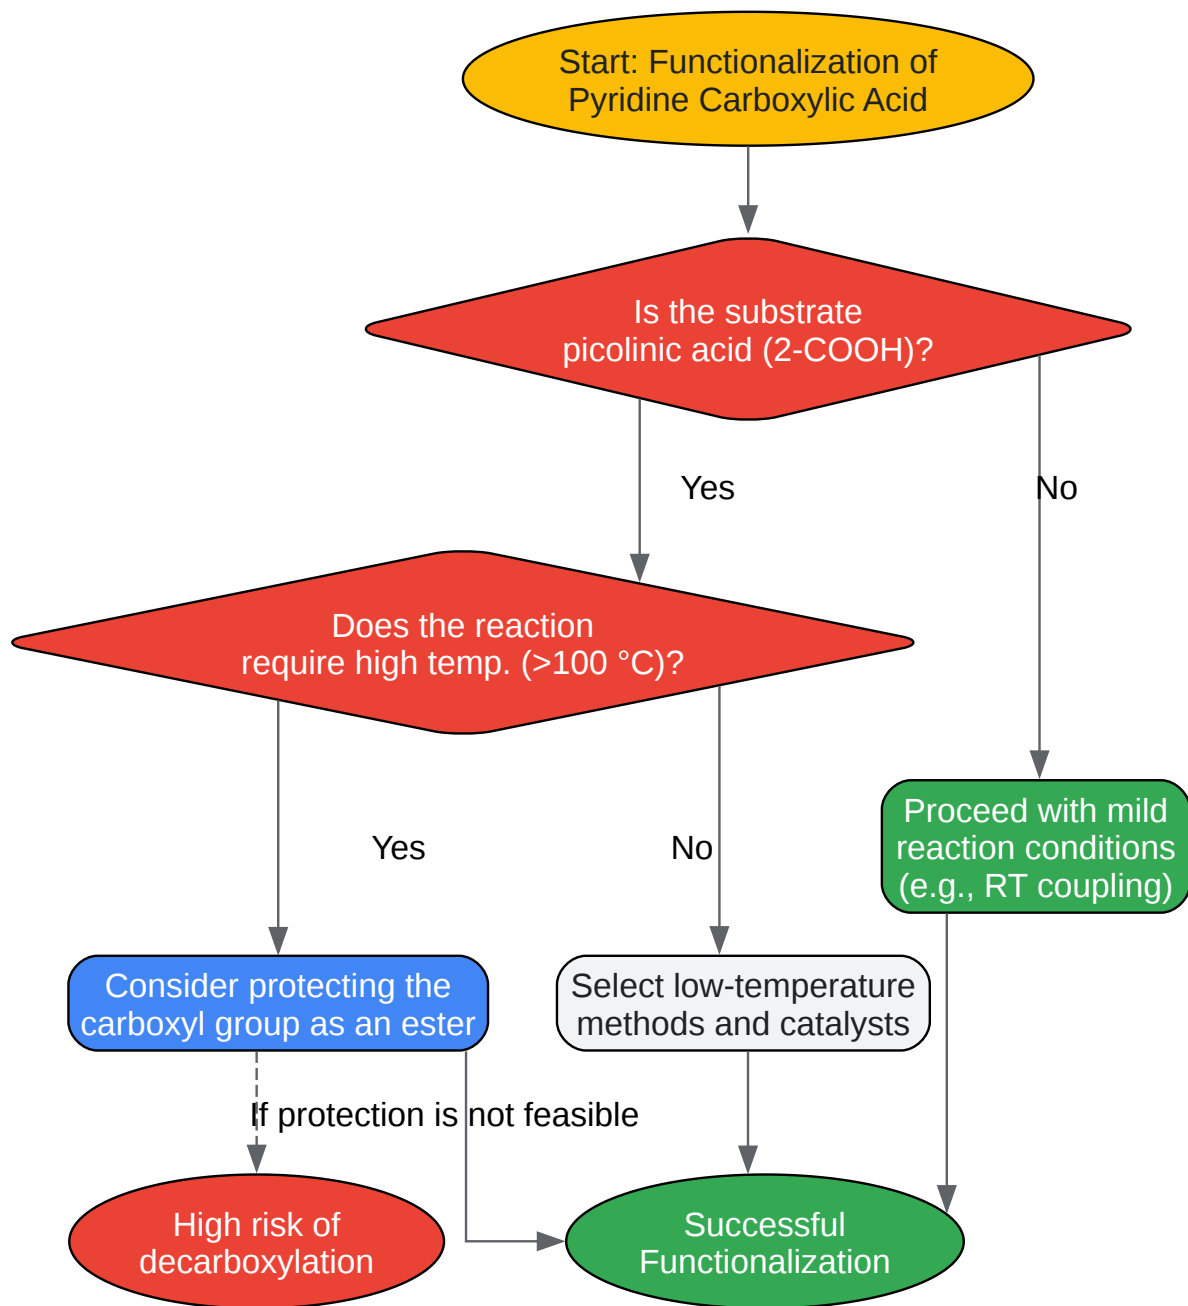 Start: Functionalization of
Pyridine Carboxylic Acid
Is the substrate
picolinic acid (2-COOH)?
Yes
No
Does the reaction
require high temp. (>100 °C)?
Proceed with mild
reaction conditions
(e.g., RT coupling)
Yes
No
Consider protecting the
carboxyl group as an ester
Select low-temperature
methods and catalysts
If protection is not feasible
High risk of
decarboxylation
Successful
Functionalization